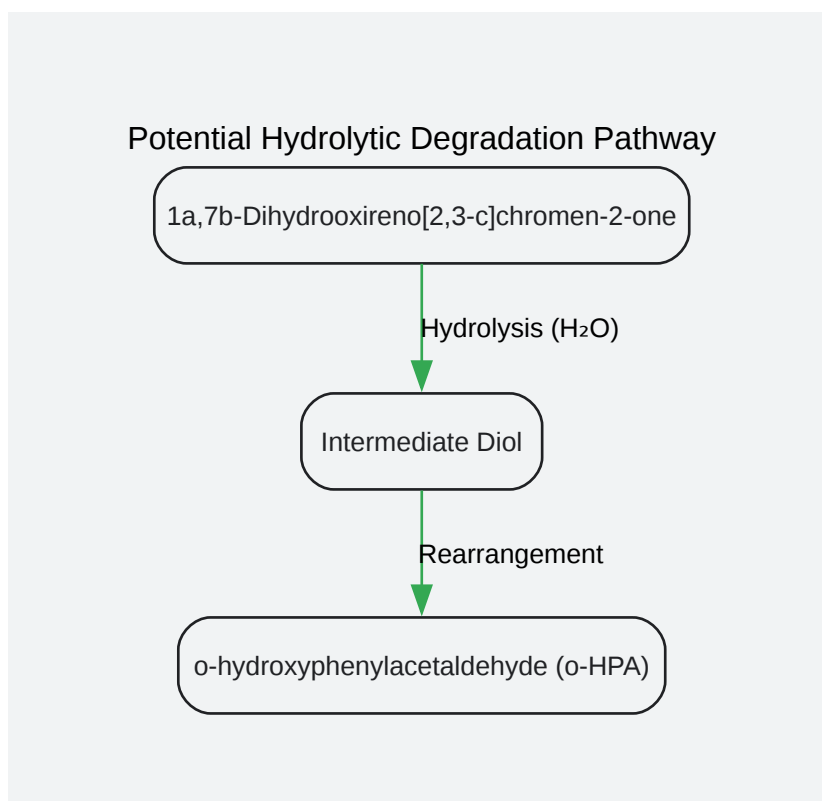 Potential Hydrolytic Degradation Pathway
1a,7b-Dihydrooxireno[2,3-c]chromen-2-one
Hydrolysis (H₂O)
Intermediate Diol
Rearrangement
o-hydroxyphenylacetaldehyde (o-HPA)